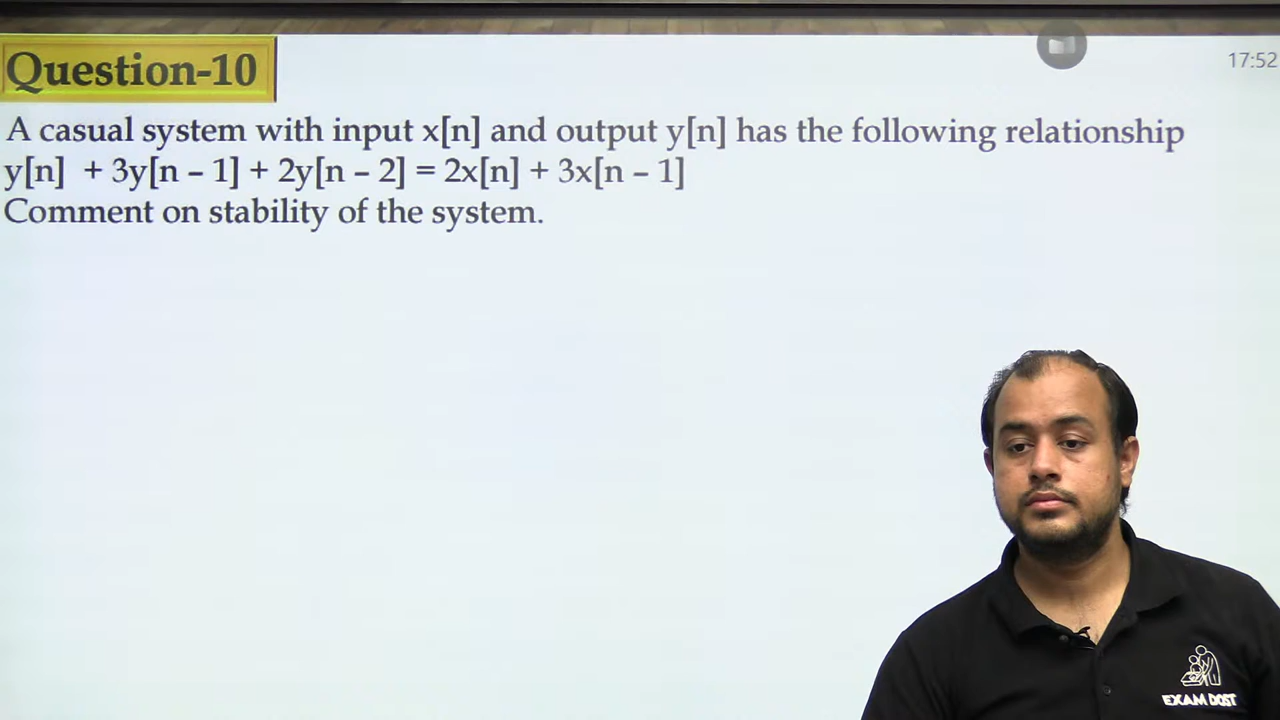 Question-10
17:52
A casual system with input x[n] and output y[n] has the following relationship
y[n] + 3y[n – 1] + 2y[n – 2] = 2x[n] + 3x[n – 1]
Comment on stability of the system.
EXAM DOST